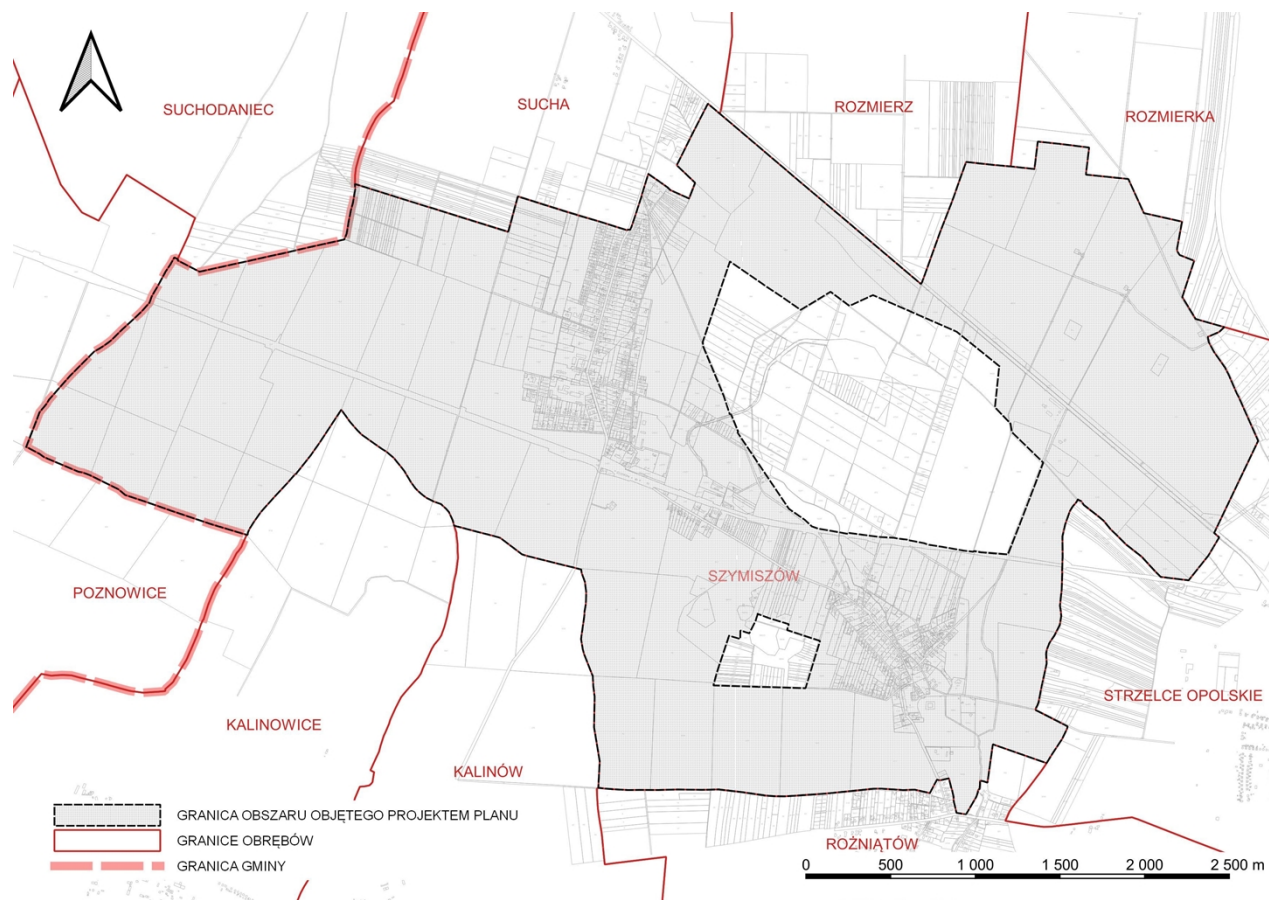 SUCHODANIEC
SUCHA
ROZMIERZ
ROZMIERKA
SZYMISZÓW
POZNOWICE
STRZELCE OPOLSKIE
KALINOWICE
KALINÓW
ROŻNIĄTÓW
GRANICA OBSZARU OBJĘTEGO PROJEKTEM PLANU
GRANICE OBRĘBÓW
GRANICA GMINY
0 500 1 000 1 500 2 000 2 500 m